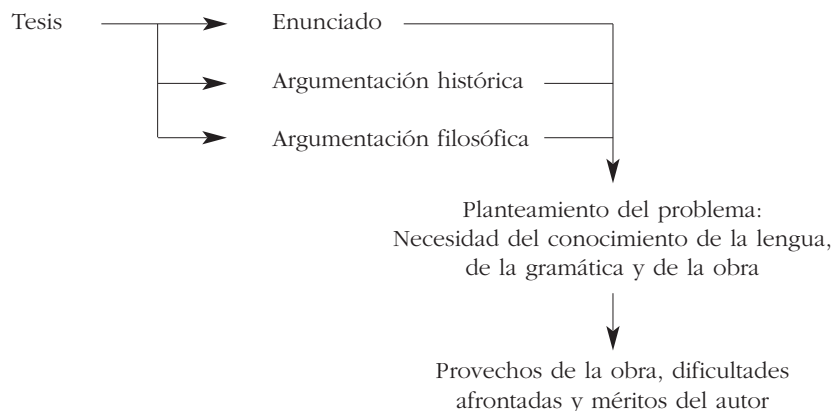 Tesis
Enunciado
Argumentación histórica
Argumentación filosófica
Planteamiento del problema:
Necesidad del conocimiento de la lengua,
de la gramática y de la obra
Provechos de la obra, dificultades
afrontadas y méritos del autor